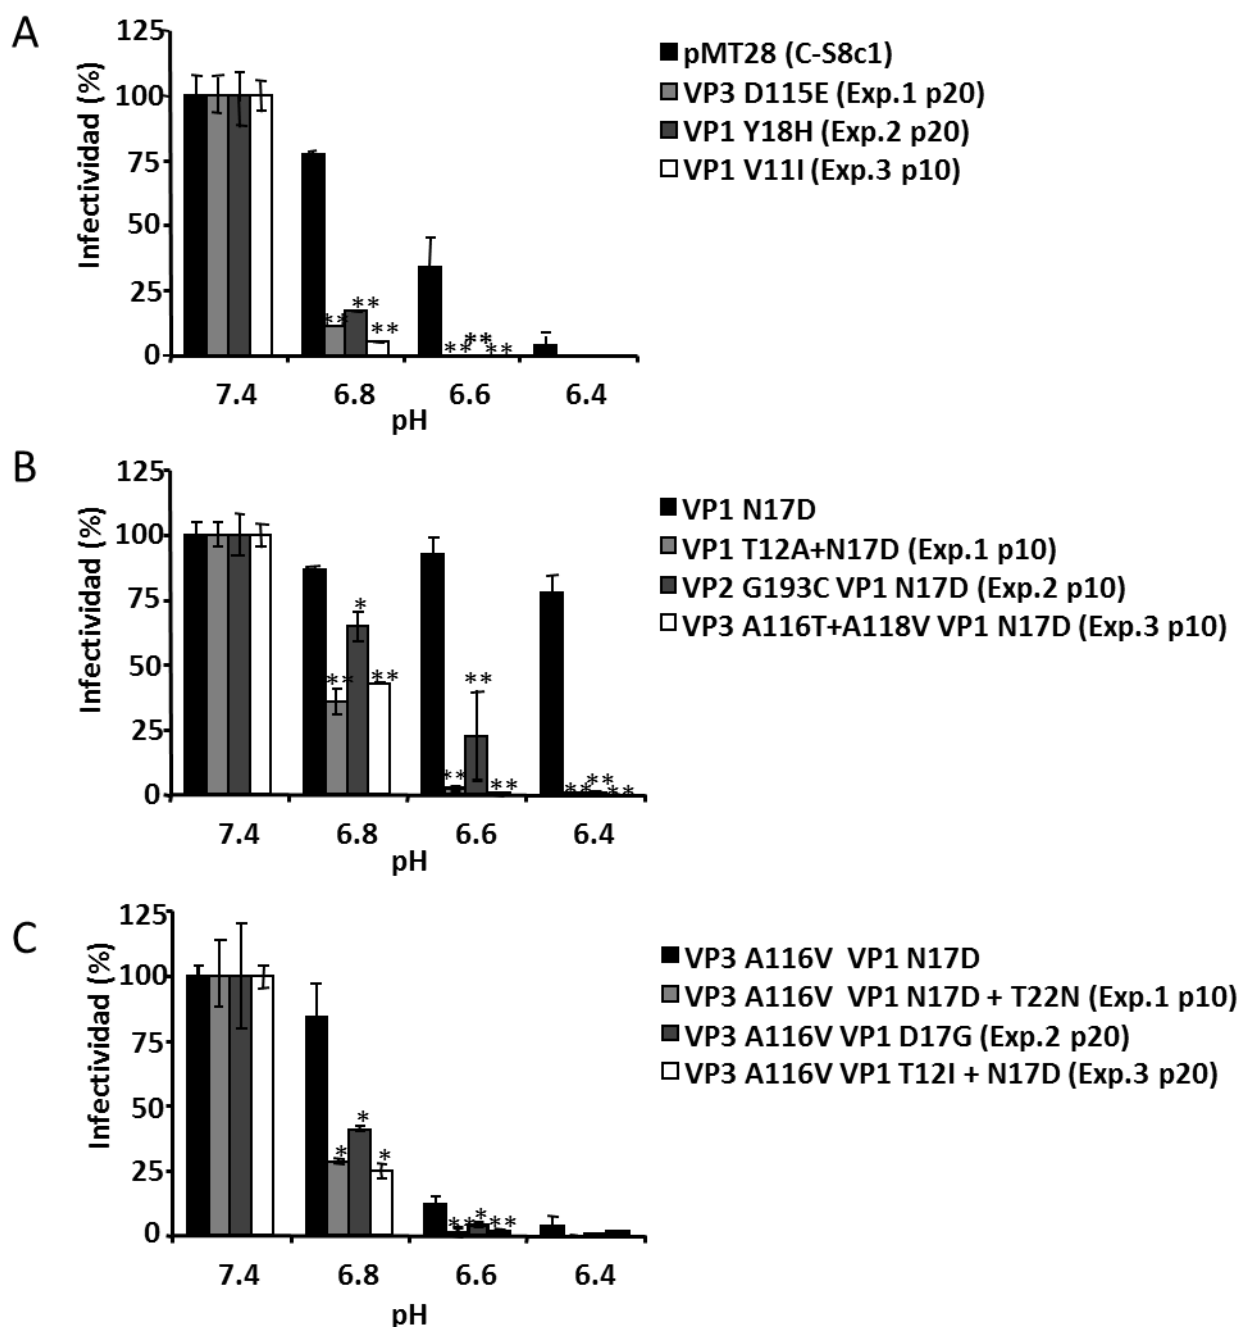 A
125
100
75
50
25
0
Infectividad (%)
7.4 6.8 6.6 6.4
pH
** ** **
** ** **
pMT28 (C-S8c1)
VP3 D115E (Exp.1 p20)
VP1 Y18H (Exp.2 p20)
VP1 V11I (Exp.3 p10)
B
125
100
75
50
25
0
Infectividad (%)
7.4 6.8 6.6 6.4
pH
** * **
** ** **
** ** **
VP1 N17D
VP1 T12A+N17D (Exp.1 p10)
VP2 G193C VP1 N17D (Exp.2 p10)
VP3 A116T+A118V VP1 N17D (Exp.3 p10)
C
125
100
75
50
25
0
Infectividad (%)
7.4 6.8 6.6 6.4
pH
* * *
** * **
VP3 A116V VP1 N17D
VP3 A116V VP1 N17D + T22N (Exp.1 p10)
VP3 A116V VP1 D17G (Exp.2 p20)
VP3 A116V VP1 T12I + N17D (Exp.3 p20)